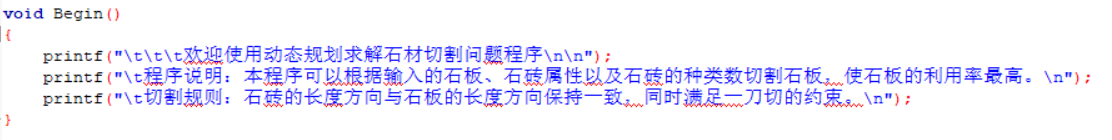 void Begin()
{
printf("\t\t\t欢迎使用动态规划求解石材切割问题程序\n\n");
printf("\t程序说明：本程序可以根据输入的石板、石砖属性以及石砖的种类数切割石板，使石板的利用率最高。\n");
printf("\t切割规则：石砖的长度方向与石板的长度方向保持一致，同时满足一刀切的约束。\n");
}